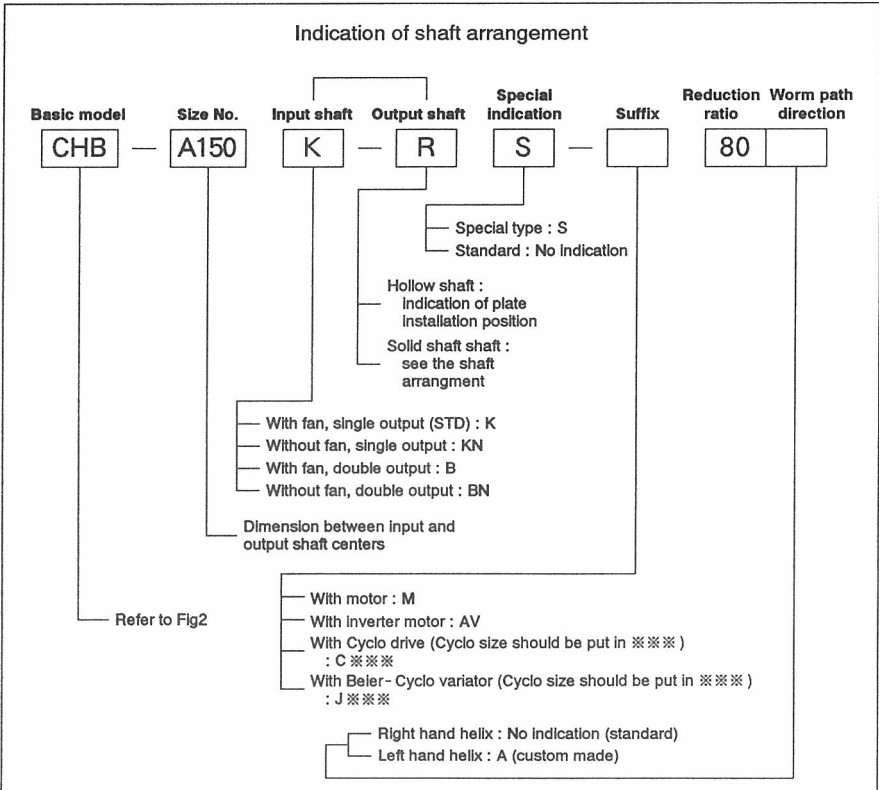 Indication of shaft arrangement
Basic model
Size No.
Input shaft
Output shaft
Special
indication
Suffix
Reduction
ratio
Worm path
direction
CHB — A150 K — R S — 80
Special type : S
Standard : No indication
Hollow shaft :
indication of plate
installation position
Solid shaft shaft :
see the shaft
arrangment
With fan, single output (STD) : K
Without fan, single output : KN
With fan, double output : B
Without fan, double output : BN
Dimension between input and
output shaft centers
Refer to Fig2
With motor : M
With inverter motor : AV
With Cyclo drive (Cyclo size should be put in ※※※ )
: C ※※※
With Beier- Cyclo variator (Cyclo size should be put in ※※※ )
: J ※※※
Right hand helix : No indication (standard)
Left hand helix : A (custom made)